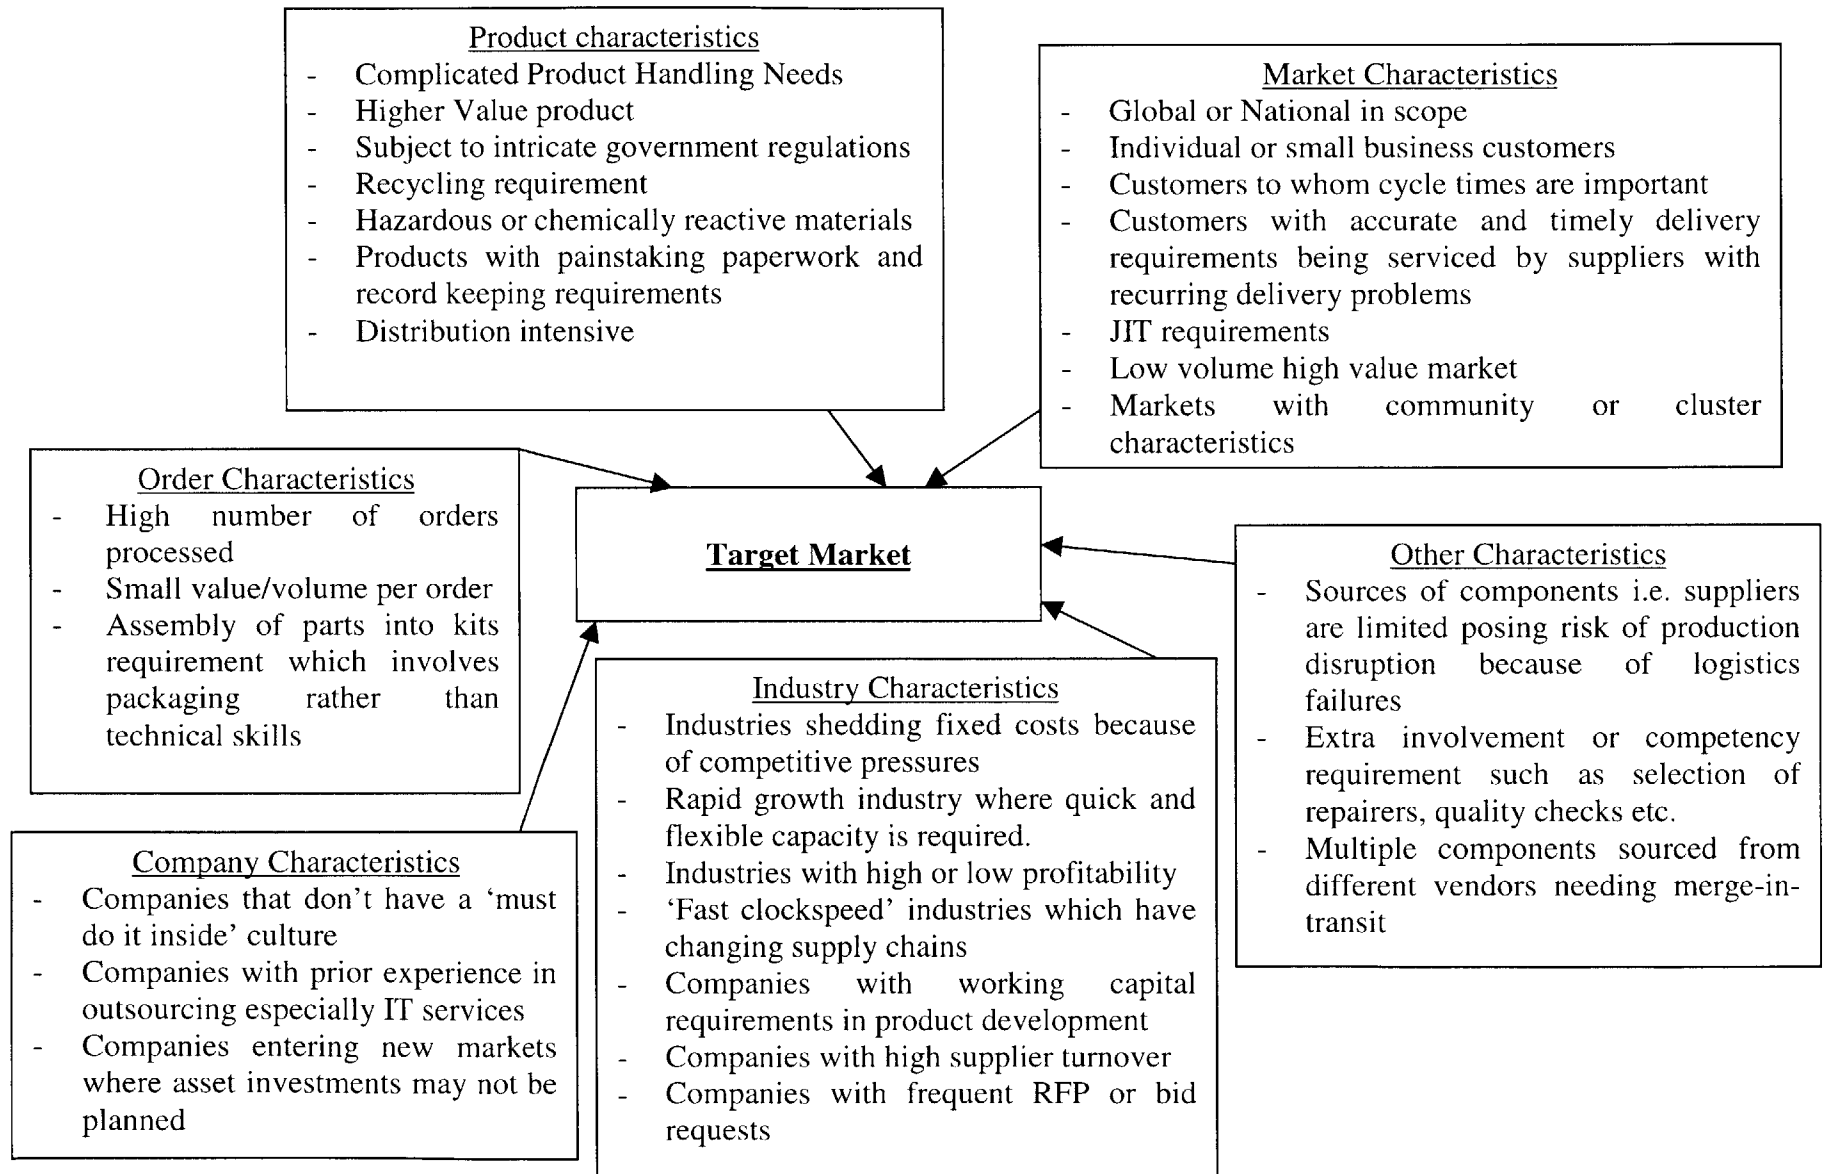 Product characteristics
- Complicated Product Handling Needs
- Higher Value product
- Subject to intricate government regulations
- Recycling requirement
- Hazardous or chemically reactive materials
- Products with painstaking paperwork and
record keeping requirements
- Distribution intensive
Market Characteristics
- Global or National in scope
- Individual or small business customers
- Customers to whom cycle times are important
- Customers with accurate and timely delivery
requirements being serviced by suppliers with
recurring delivery problems
- JIT requirements
- Low volume high value market
- Markets with community or cluster
characteristics
Order Characteristics
- High number of orders
processed
- Small value/volume per order
- Assembly of parts into kits
requirement which involves
packaging rather than
technical skills
Target Market
Other Characteristics
- Sources of components i.e. suppliers
are limited posing risk of production
disruption because of logistics
failures
- Extra involvement or competency
requirement such as selection of
repairers, quality checks etc.
- Multiple components sourced from
different vendors needing merge-in-
transit
Company Characteristics
- Companies that don't have a 'must
do it inside' culture
- Companies with prior experience in
outsourcing especially IT services
- Companies entering new markets
where asset investments may not be
planned
Industry Characteristics
- Industries shedding fixed costs because
of competitive pressures
- Rapid growth industry where quick and
flexible capacity is required.
- Industries with high or low profitability
- 'Fast clockspeed' industries which have
changing supply chains
- Companies with working capital
requirements in product development
- Companies with high supplier turnover
- Companies with frequent RFP or bid
requests